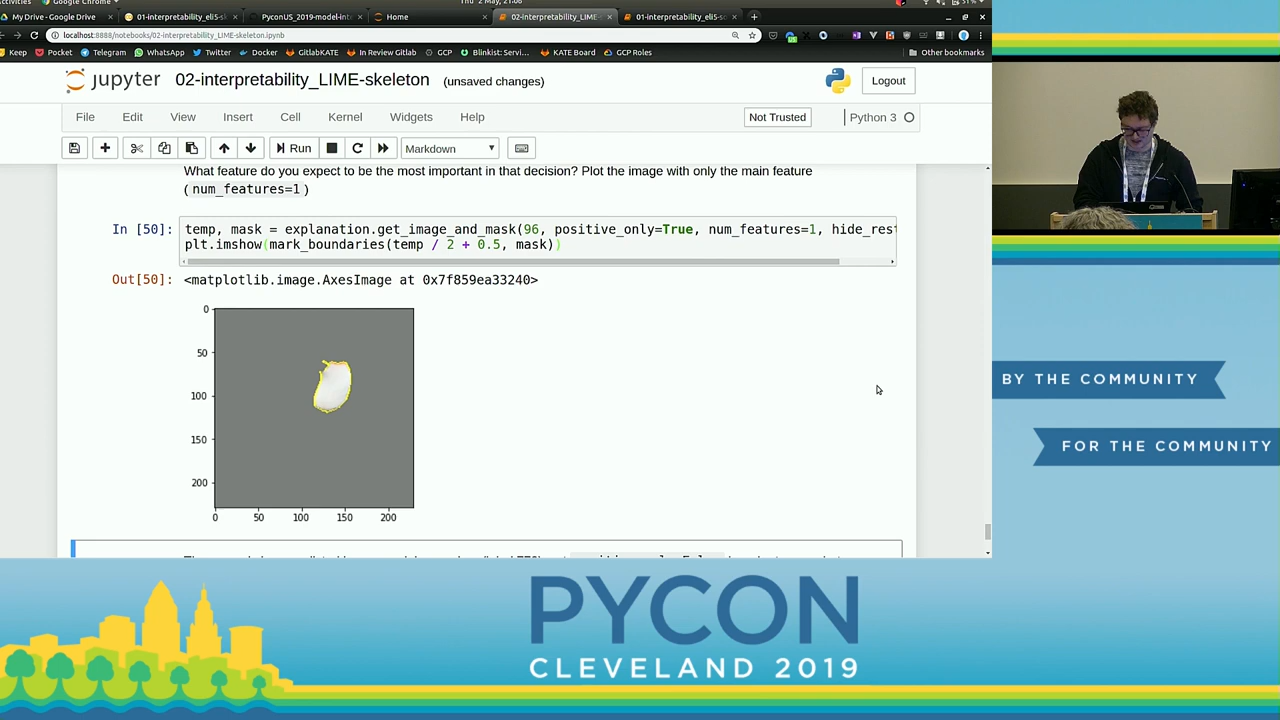 Google Chrome
My Drive - Google Drive
01-interpretability_eli5-sk
PyconUS_2019-model-int
Home
02-interpretability_LIME-
01-interpretability_eli5-s
localhost:8888/notebooks/02-interpretability_LIME-skeleton.ipynb
Keep
Pocket
Telegram
WhatsApp
Twitter
Docker
GitlabKATE
In Review Gitlab
GCP
Blinkist: Servi...
KATE Board
GCP Roles
Other bookmarks
jupyter
02-interpretability_LIME-skeleton
(unsaved changes)
Logout
File
Edit
View
Insert
Cell
Kernel
Widgets
Help
Not Trusted
Python 3
Run
Markdown
What feature do you expect to be the most important in that decision? Plot the image with only the main feature
( num_features=1 )
In [50]:
temp, mask = explanation.get_image_and_mask(96, positive_only=True, num_features=1, hide_rest
plt.imshow(mark_boundaries(temp / 2 + 0.5, mask))
Out[50]:
<matplotlib.image.AxesImage at 0x7f859ea33240>
0
50
100
150
200
0 50 100 150 200
BY THE COMMUNITY
FOR THE COMMUNITY
PYCON
CLEVELAND 2019